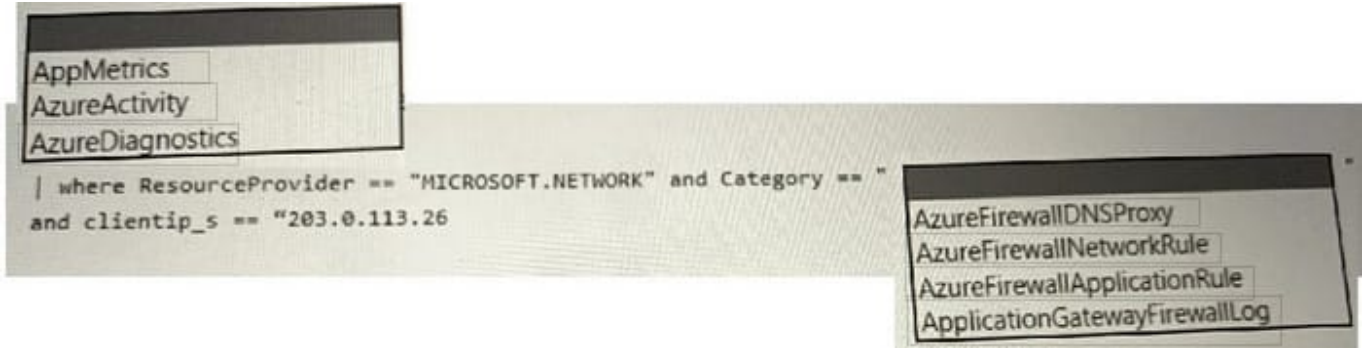 AppMetrics
AzureActivity
AzureDiagnostics
| where ResourceProvider == "MICROSOFT.NETWORK" and Category == " "
and clientip_s == "203.0.113.26
AzureFirewallDNSProxy
AzureFirewallNetworkRule
AzureFirewallApplicationRule
ApplicationGatewayFirewallLog